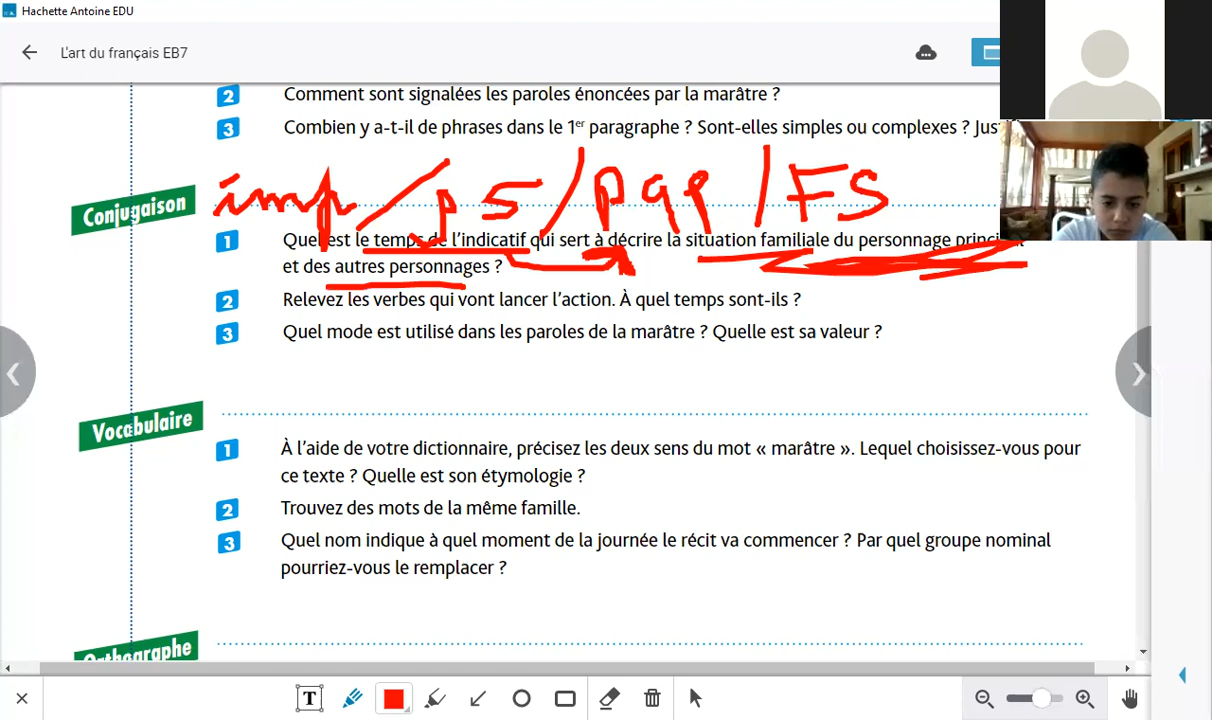 Hachette Antoine EDU
L'art du français EB7
2 Comment sont signalées les paroles énoncées par la marâtre ?
3 Combien y a-t-il de phrases dans le 1er paragraphe ? Sont-elles simples ou complexes ?
imp / ps / pqp / FS
Conjugaison
1 Quel est le temps de l'indicatif qui sert à décrire la situation familiale du personnage
et des autres personnages ?
2 Relevez les verbes qui vont lancer l'action. À quel temps sont-ils ?
3 Quel mode est utilisé dans les paroles de la marâtre ? Quelle est sa valeur ?
Vocabulaire
1 À l'aide de votre dictionnaire, précisez les deux sens du mot « marâtre ». Lequel choisissez-vous pour
ce texte ? Quelle est son étymologie ?
2 Trouvez des mots de la même famille.
3 Quel nom indique à quel moment de la journée le récit va commencer ? Par quel groupe nominal
pourriez-vous le remplacer ?
Orthographe
T